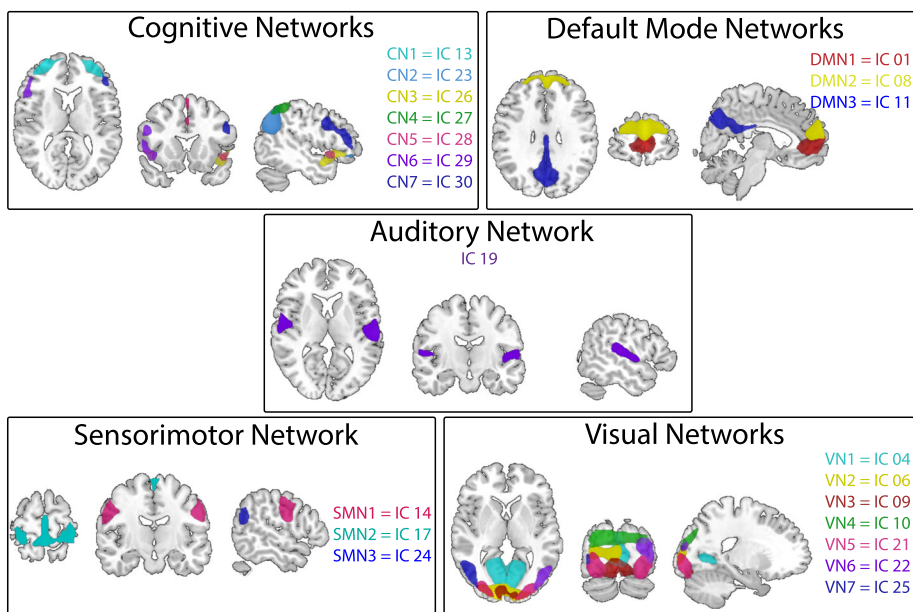 Cognitive Networks
CN1 = IC 13
CN2 = IC 23
CN3 = IC 26
CN4 = IC 27
CN5 = IC 28
CN6 = IC 29
CN7 = IC 30
Default Mode Networks
DMN1 = IC 01
DMN2 = IC 08
DMN3 = IC 11
Auditory Network
IC 19
Sensorimotor Network
SMN1 = IC 14
SMN2 = IC 17
SMN3 = IC 24
Visual Networks
VN1 = IC 04
VN2 = IC 06
VN3 = IC 09
VN4 = IC 10
VN5 = IC 21
VN6 = IC 22
VN7 = IC 25